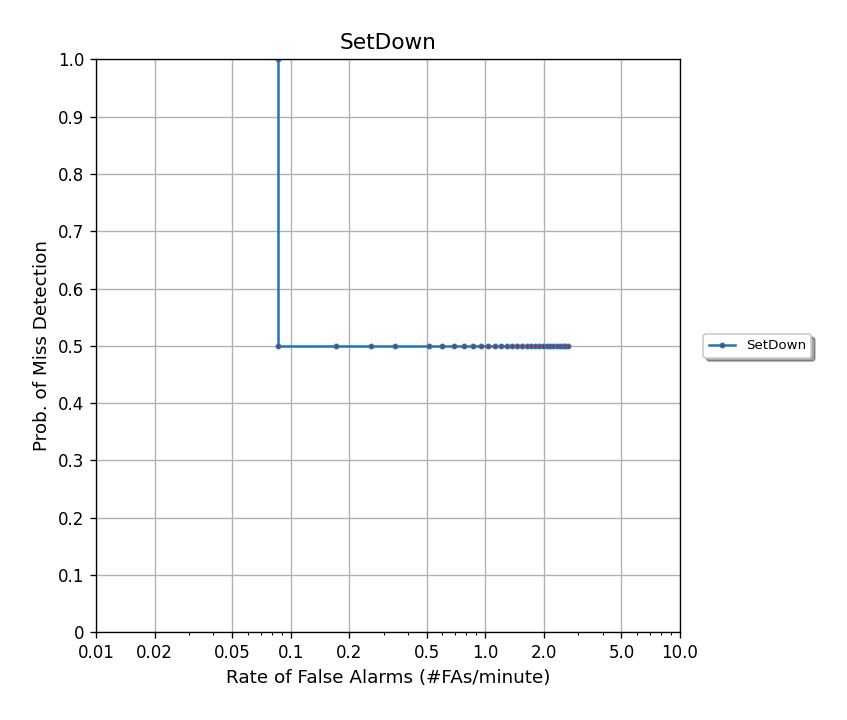 SetDown
1.0
0.9
0.8
0.7
0.6
0.5
0.4
0.3
0.2
0.1
0
Prob. of Miss Detection
0.01 0.02 0.05 0.1 0.2 0.5 1.0 2.0 5.0 10.0
Rate of False Alarms (#FAs/minute)
SetDown